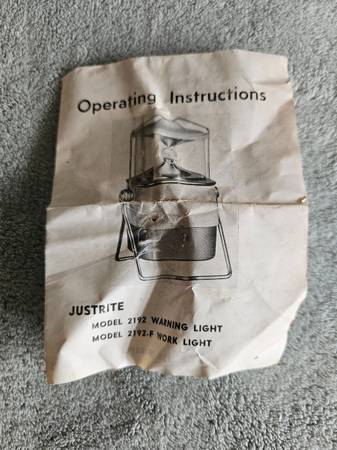 Operating Instructions
JUSTRITE
MODEL 2192 WARNING LIGHT
MODEL 2192-F WORK LIGHT